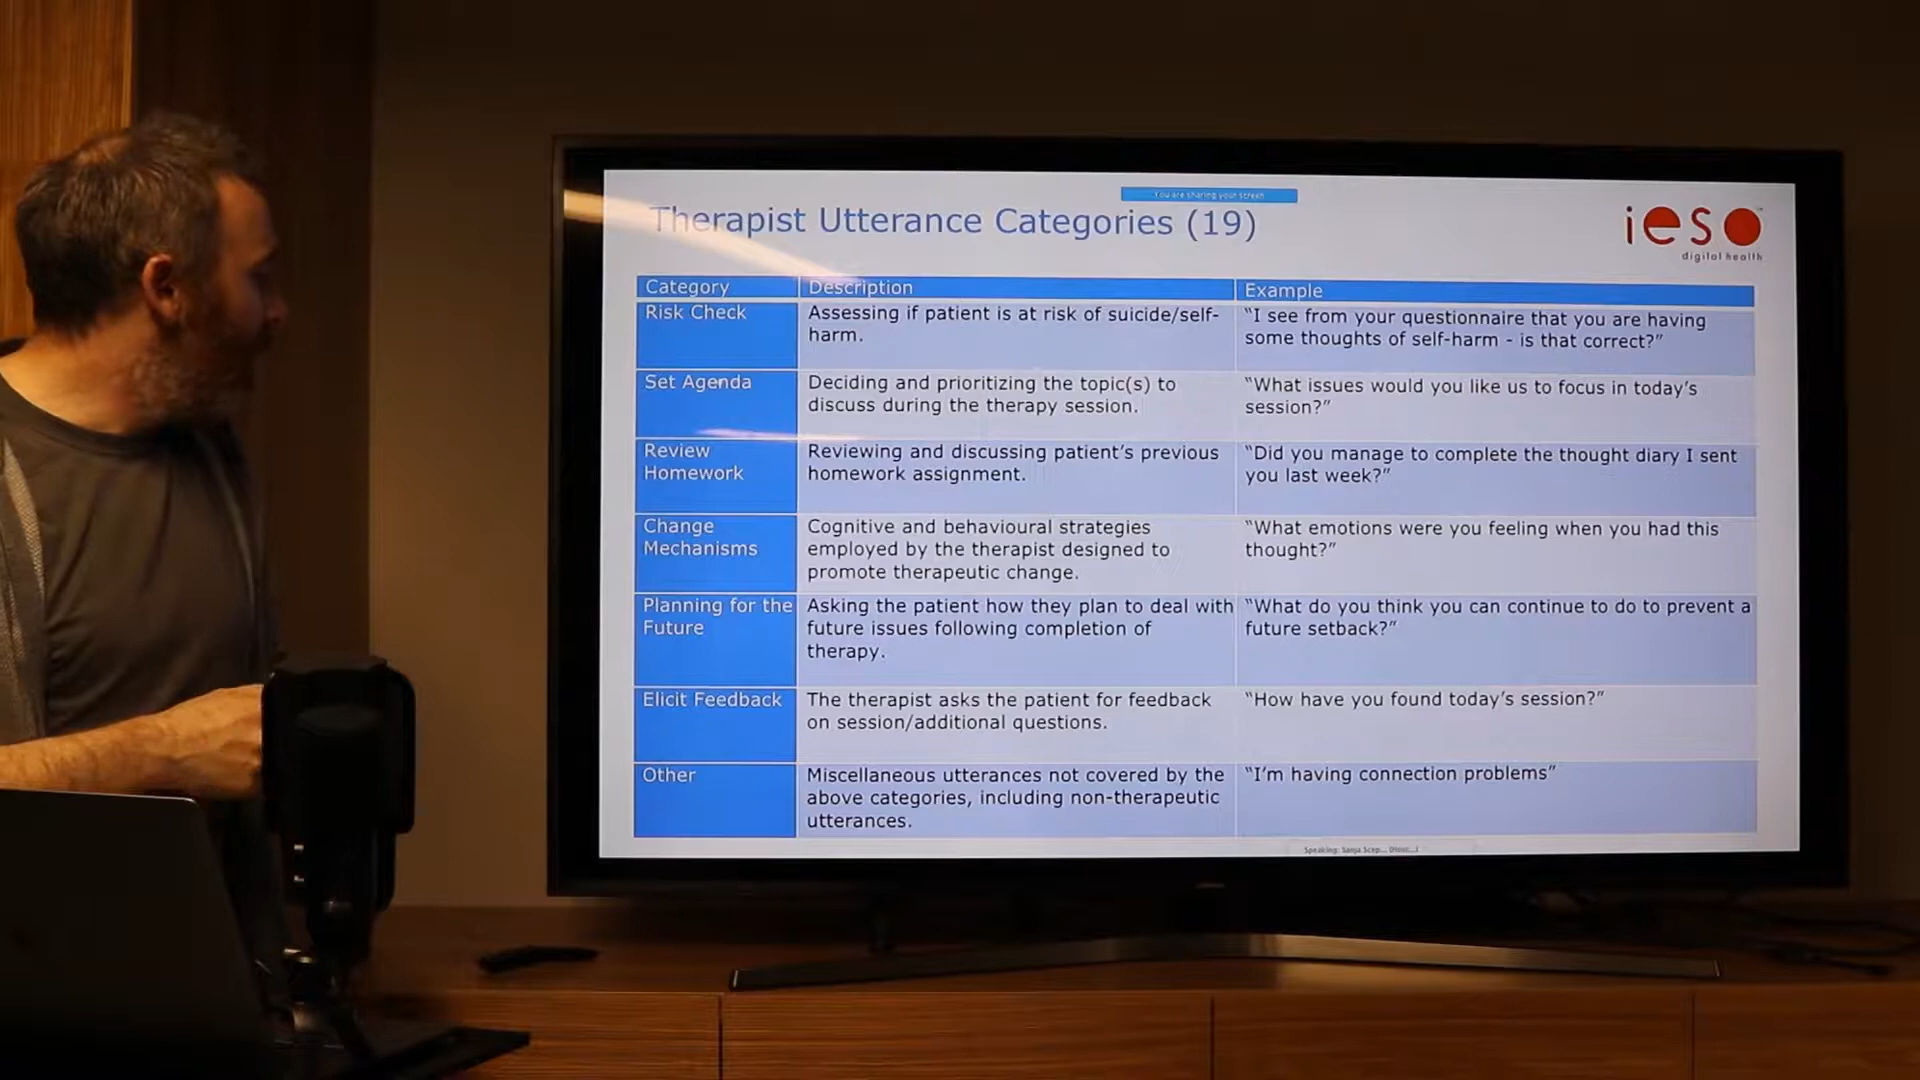 You are sharing your screen
Therapist Utterance Categories (19)
ieso
digital health
Category Description Example
Risk Check
Assessing if patient is at risk of suicide/self-
harm.
“I see from your questionnaire that you are having
some thoughts of self-harm - is that correct?”
Set Agenda
Deciding and prioritizing the topic(s) to
discuss during the therapy session.
“What issues would you like us to focus in today’s
session?”
Review
Homework
Reviewing and discussing patient’s previous
homework assignment.
“Did you manage to complete the thought diary I sent
you last week?”
Change
Mechanisms
Cognitive and behavioural strategies
employed by the therapist designed to
promote therapeutic change.
“What emotions were you feeling when you had this
thought?”
Planning for the
Future
Asking the patient how they plan to deal with
future issues following completion of
therapy.
“What do you think you can continue to do to prevent a
future setback?”
Elicit Feedback
The therapist asks the patient for feedback
on session/additional questions.
“How have you found today’s session?”
Other
Miscellaneous utterances not covered by the
above categories, including non-therapeutic
utterances.
“I’m having connection problems”
Speaking: Sanja Scep...